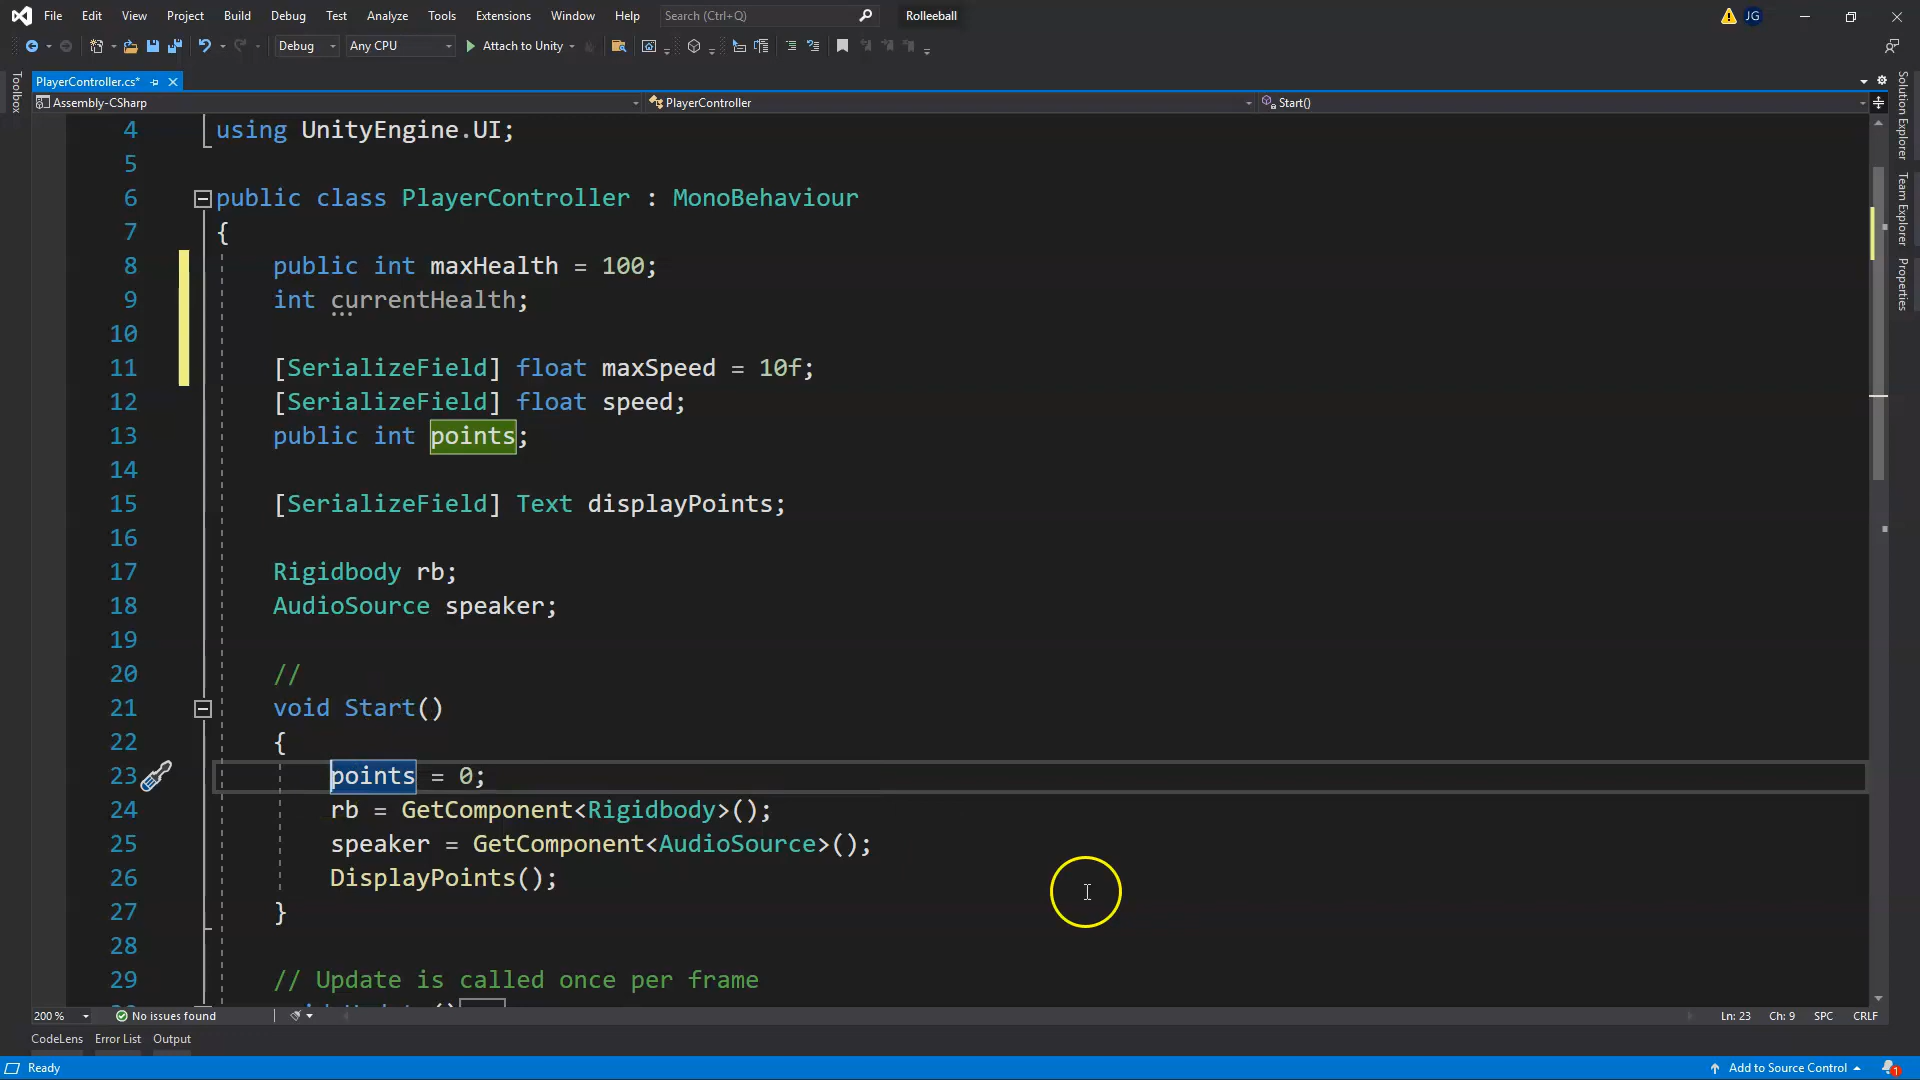 File Edit View Project Build Debug Test Analyze Tools Extensions Window Help Search (Ctrl+Q) Rolleeball JG
Debug Any CPU Attach to Unity
PlayerController.cs*
Assembly-CSharp PlayerController Start()
Toolbox
Solution Explorer
Team Explorer
Properties
4 using UnityEngine.UI;
5
6 public class PlayerController : MonoBehaviour
7 {
8 public int maxHealth = 100;
9 int currentHealth;
10
11 [SerializeField] float maxSpeed = 10f;
12 [SerializeField] float speed;
13 public int points;
14
15 [SerializeField] Text displayPoints;
16
17 Rigidbody rb;
18 AudioSource speaker;
19
20 //
21 void Start()
22 {
23 points = 0;
24 rb = GetComponent<Rigidbody>();
25 speaker = GetComponent<AudioSource>();
26 DisplayPoints();
27 }
28
29 // Update is called once per frame
200 % No issues found Ln: 23 Ch: 9 SPC CRLF
CodeLens Error List Output
Ready Add to Source Control 1